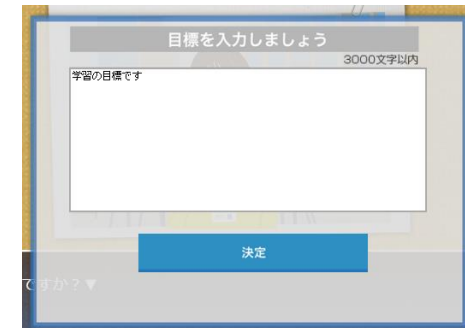 目標を入力しましょう
3000文字以内
学習の目標です
決定
ですか？▼